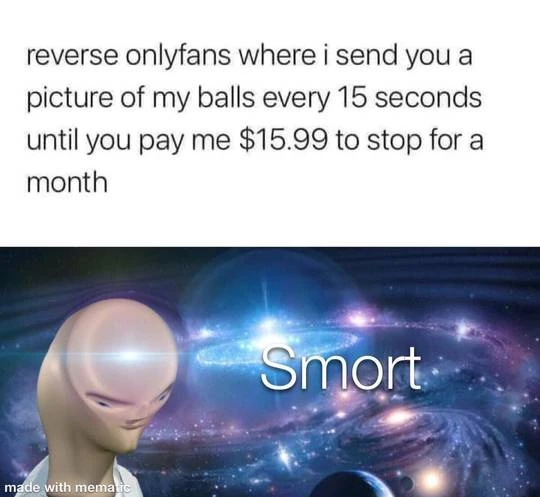 reverse onlyfans where i send you a
picture of my balls every 15 seconds
until you pay me $15.99 to stop for a
month
Smort
made with mematic